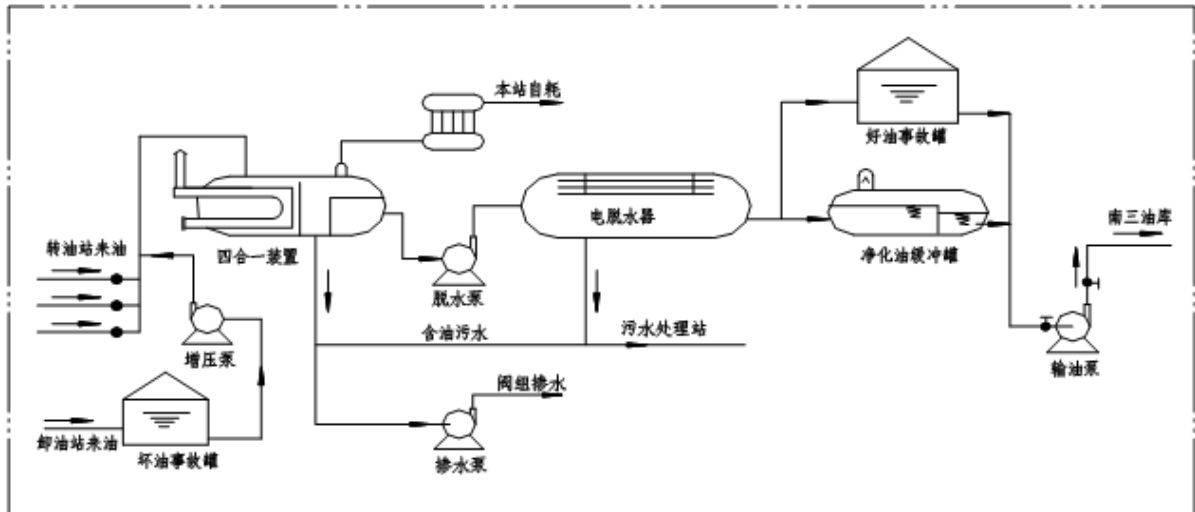 本站自耗
好油事故罐
转油站来油
四合一装置
电脱水器
净化油缓冲罐
南三油库
脱水泵
增压泵
含油污水
污水处理站
输油泵
阀组掺水
卸油站来油
坏油事故罐
掺水泵